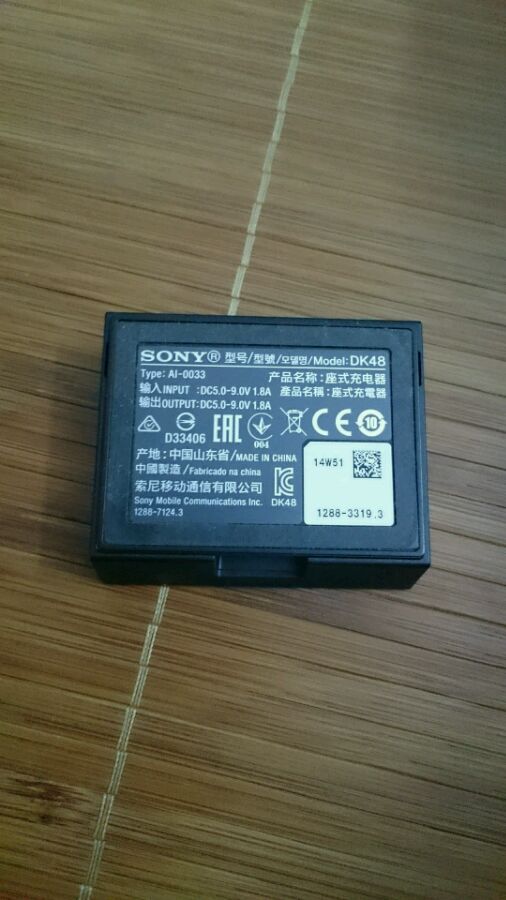 SONY® 型号/型號/모델명/Model: DK48
Type: AI-0033
产品名称:座式充电器
输入INPUT :DC5.0-9.0V 1.8A
產品名稱:座式充電器
输出OUTPUT:DC5.0-9.0V 1.8A
D33406
EAC
004
CE
10
产地:中国山东省/MADE IN CHINA
中國製造/Fabricado na china
索尼移动通信有限公司
DK48
Sony Mobile Communications Inc.
1288-7124.3
14W51
1288-3319.3